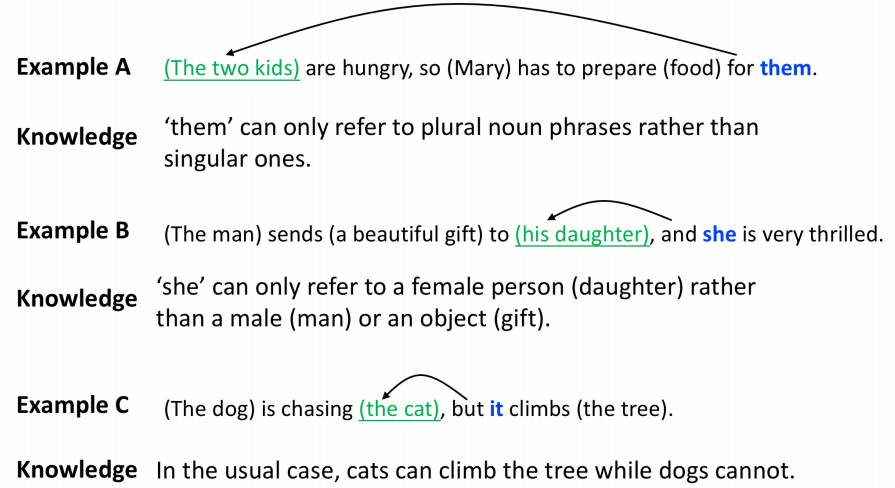 Example A (The two kids) are hungry, so (Mary) has to prepare (food) for them.
Knowledge ‘them’ can only refer to plural noun phrases rather than
singular ones.
Example B (The man) sends (a beautiful gift) to (his daughter), and she is very thrilled.
Knowledge ‘she’ can only refer to a female person (daughter) rather
than a male (man) or an object (gift).
Example C (The dog) is chasing (the cat), but it climbs (the tree).
Knowledge In the usual case, cats can climb the tree while dogs cannot.